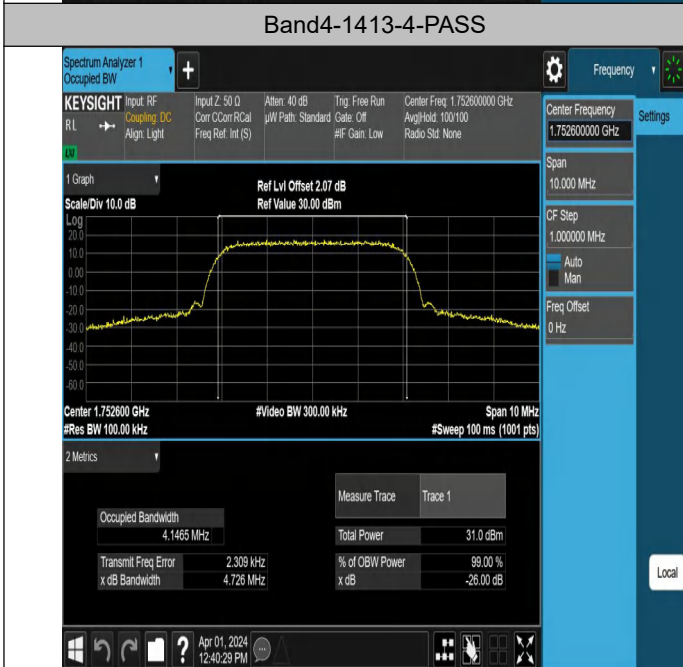 Band4-1413-4-PASS
Spectrum Analyzer 1
Occupied BW
Frequency
KEYSIGHT
RL
LXI
Input: RF
Coupling: DC
Align: Light
Input Z: 50 Ω
Corr CCorr RCal
Freq Ref: Int (S)
Atten: 40 dB
µW Path: Standard
Trig: Free Run
Gate: Off
#IF Gain: Low
Center Freq: 1.752600000 GHz
Avg|Hold: 100/100
Radio Std: None
Center Frequency
1.752600000 GHz
Settings
Span
10.000 MHz
CF Step
1.000000 MHz
Auto
Man
Freq Offset
0 Hz
1 Graph
Ref Lvl Offset 2.07 dB
Scale/Div 10.0 dB
Ref Value 30.00 dBm
Log
20.0
10.0
0.00
-10.0
-20.0
-30.0
-40.0
-50.0
-60.0
Center 1.752600 GHz
#Video BW 300.00 kHz
Span 10 MHz
#Res BW 100.00 kHz
#Sweep 100 ms (1001 pts)
2 Metrics
Measure Trace Trace 1
Occupied Bandwidth
4.1465 MHz
Total Power 31.0 dBm
Transmit Freq Error 2.309 kHz
% of OBW Power 99.00 %
x dB Bandwidth 4.726 MHz
x dB -26.00 dB
Local
?
Apr 01, 2024
12:40:29 PM